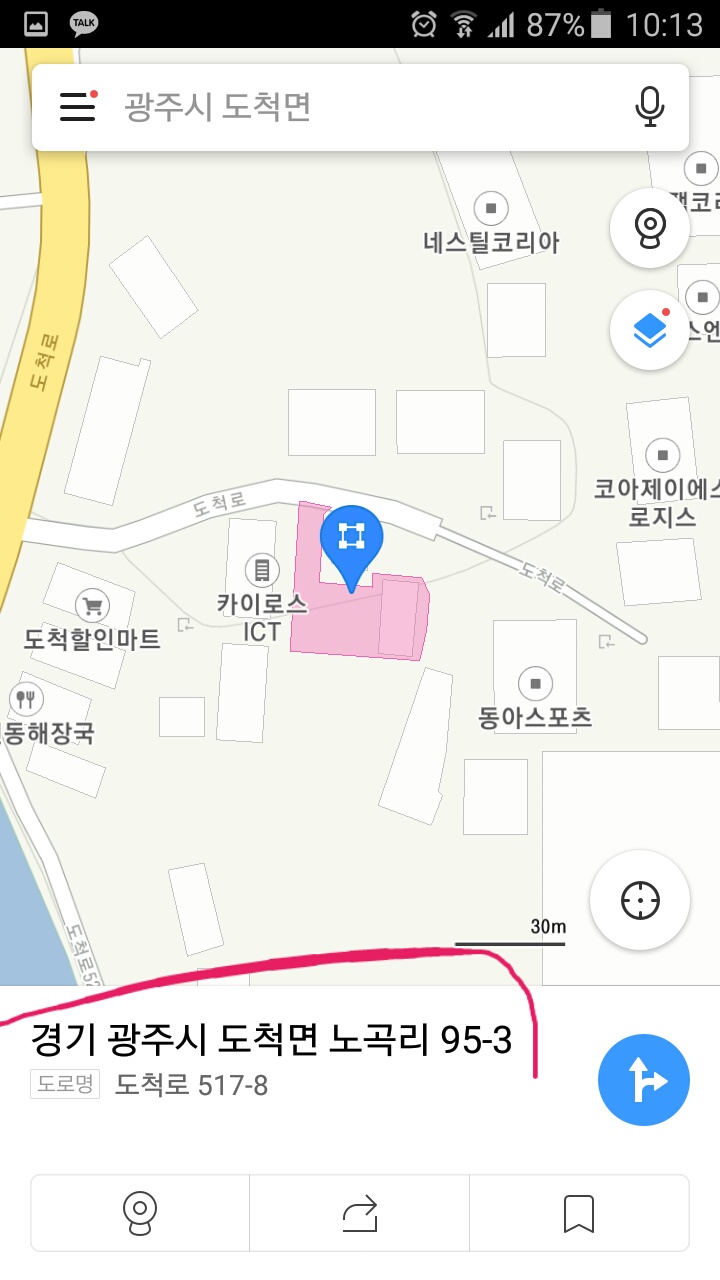 TALK
87%
10:13
광주시 도척면
네스틸코리아
도척로
도척로
코아제이에스
로지스
도척로
카이로스
ICT
도척할인마트
동해장국
동아스포츠
30m
경기 광주시 도척면 노곡리 95-3
도로명
도척로 517-8